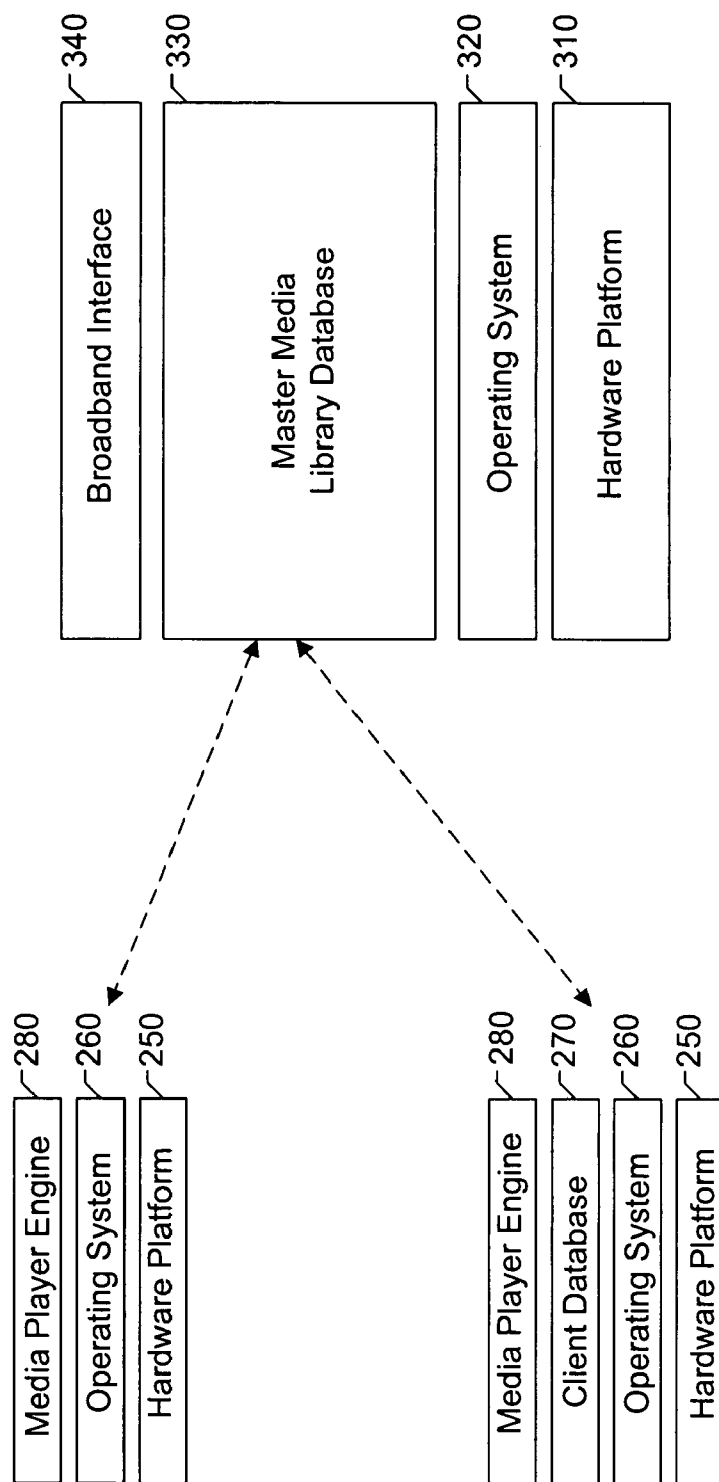 Media Player Engine
280
Operating System
260
Hardware Platform
250
Media Player Engine
280
Client Database
270
Operating System
260
Hardware Platform
250
Broadband Interface
340
Master Media
Library Database
330
Operating System
320
Hardware Platform
310